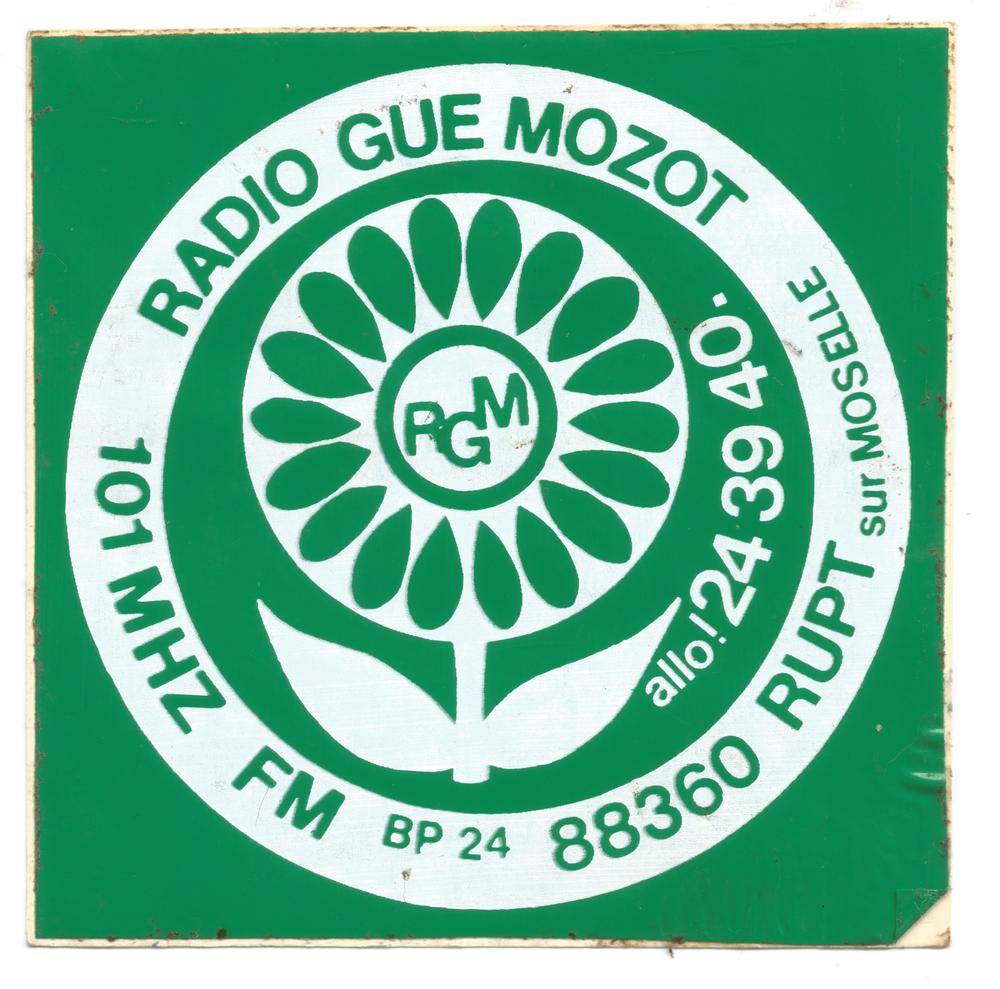 RADIO GUE MOZOT
101 MHZ FM BP 24 88360 RUPT sur MOSELLE
allo! 24 39 40.
RGM